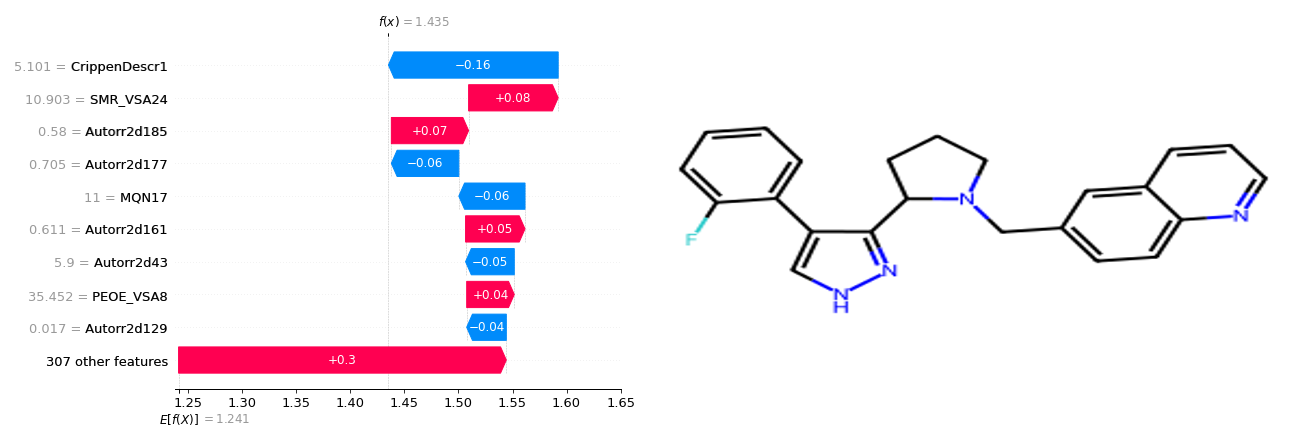 f(x) = 1.435
5.101 = CrippenDescr1
−0.16
10.903 = SMR_VSA24
+0.08
0.58 = Autorr2d185
+0.07
0.705 = Autorr2d177
−0.06
11 = MQN17
−0.06
0.611 = Autorr2d161
+0.05
5.9 = Autorr2d43
−0.05
35.452 = PEOE_VSA8
+0.04
0.017 = Autorr2d129
−0.04
307 other features
+0.3
1.25 1.30 1.35 1.40 1.45 1.50 1.55 1.60 1.65
E[f(X)] = 1.241
F
N
H
N
N
N